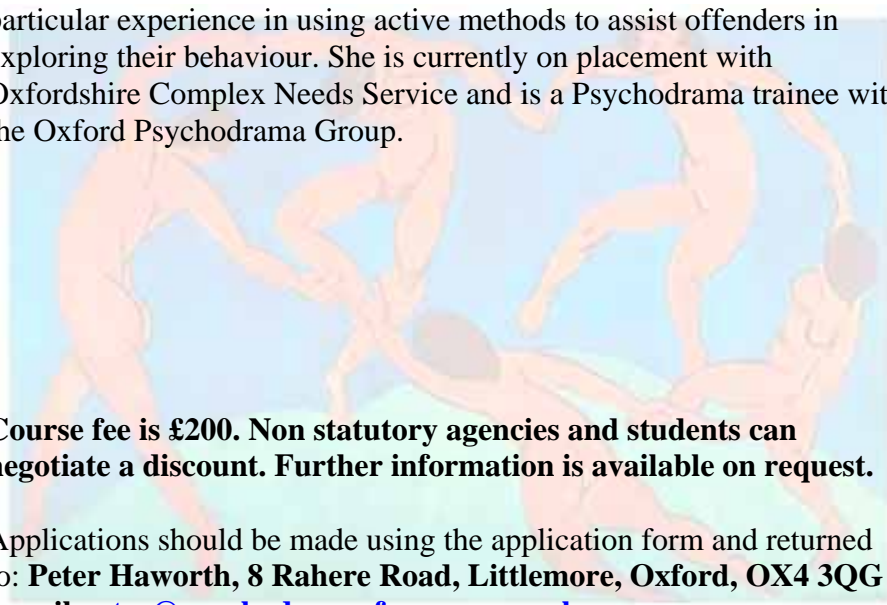 particular experience in using active methods to assist offenders in
exploring their behaviour. She is currently on placement with
Oxfordshire Complex Needs Service and is a Psychodrama trainee
the Oxford Psychodrama Group.
Course fee is £200. Non statutory agencies and students can
negotiate a discount. Further information is available on request.
Applications should be made using the application form and returned
to: Peter Haworth, 8 Rahere Road, Littlemore, Oxford, OX4 3QG